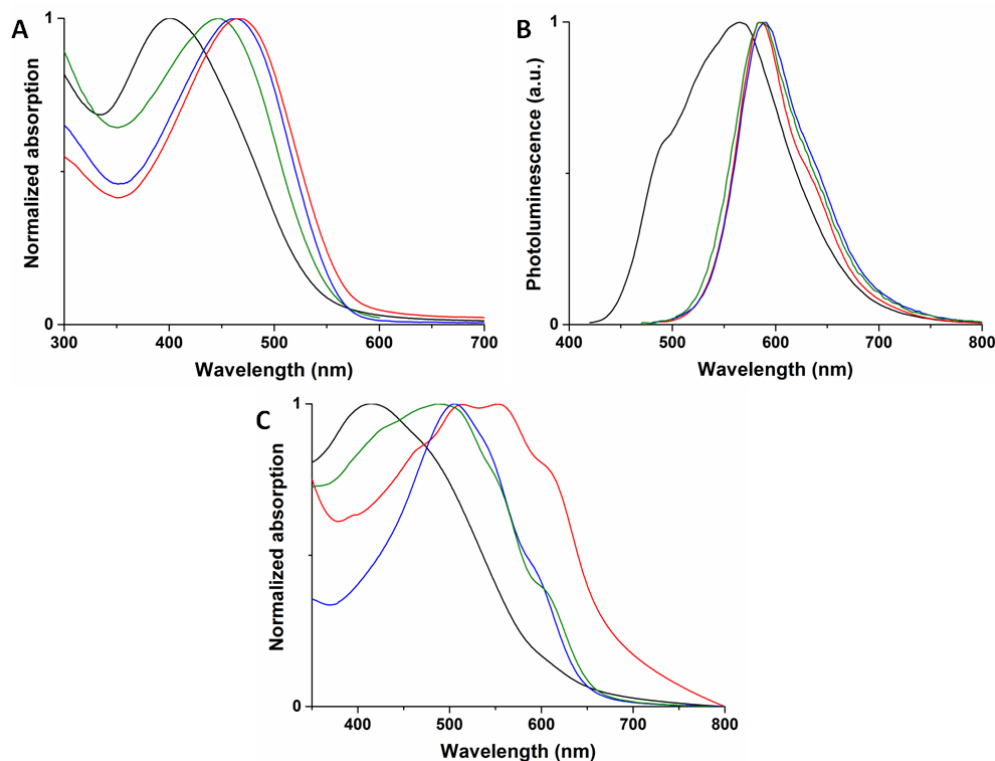 A
Normalized absorption
1
0
300 400 500 600 700
Wavelength (nm)
B
Photoluminescence (a.u.)
1
0
400 500 600 700 800
Wavelength (nm)
C
Normalized absorption
1
0
400 500 600 700 800
Wavelength (nm)